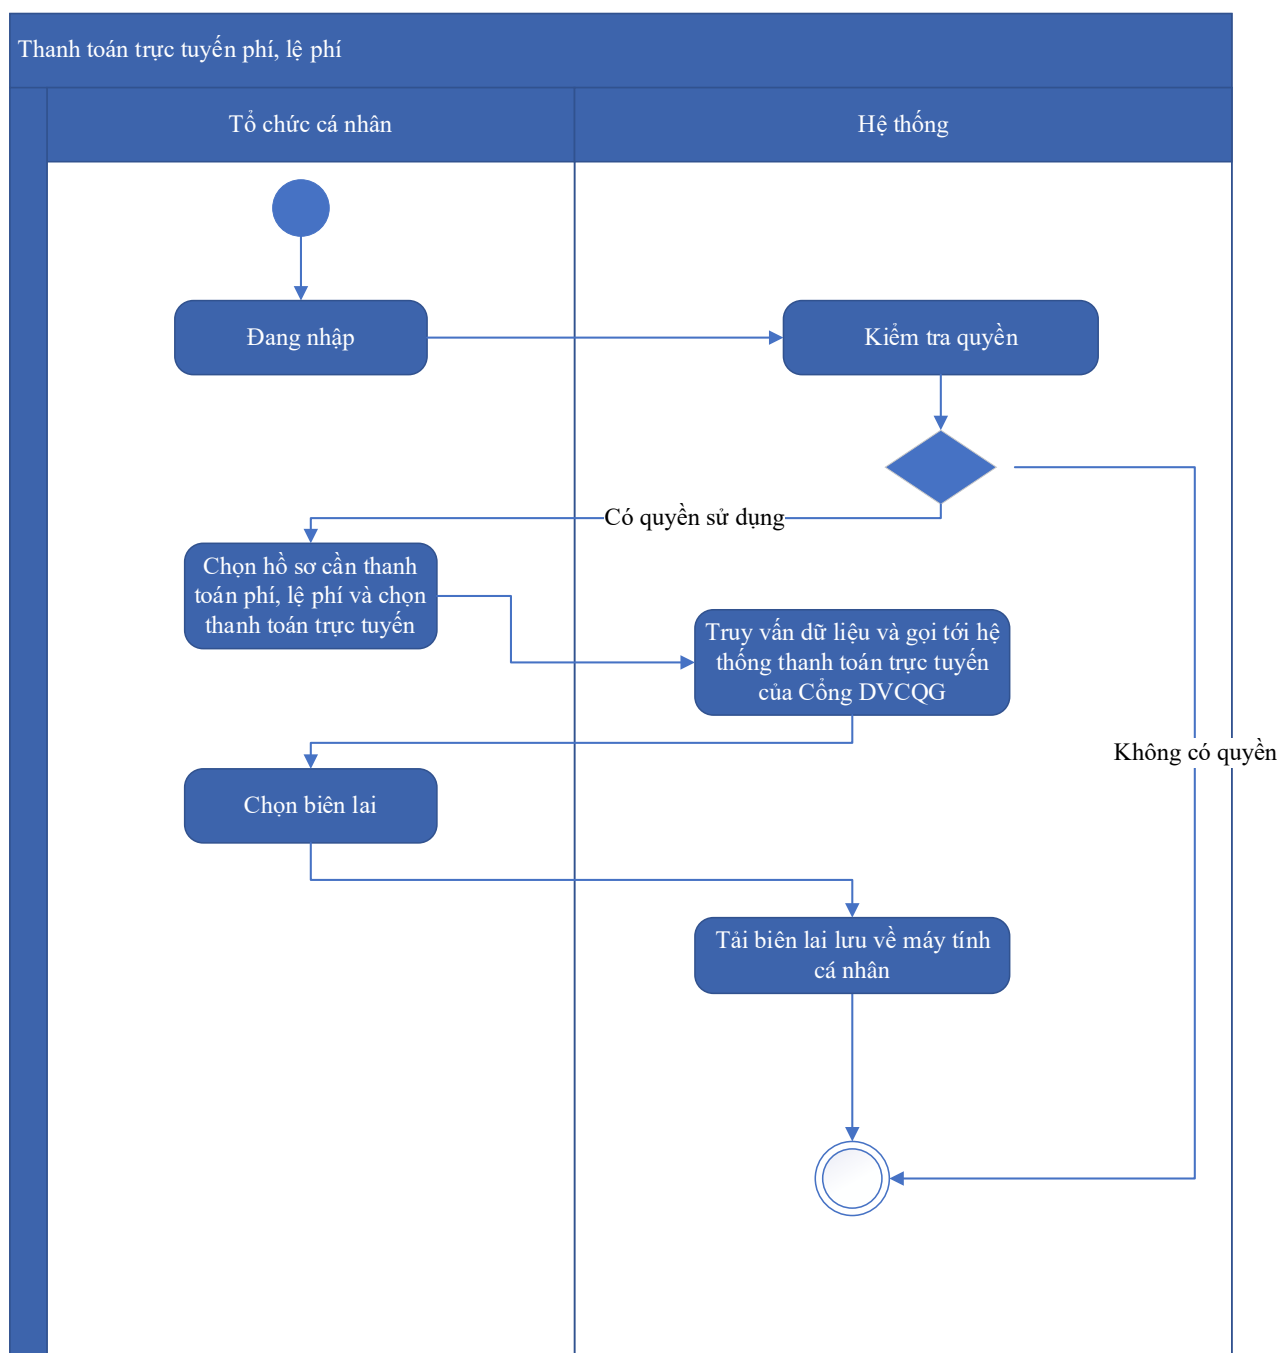 Thanh toán trực tuyến phí, lệ phí
Tổ chức cá nhân
Hệ thống
Đang nhập
Kiểm tra quyền
Có quyền sử dụng
Chọn hồ sơ cần thanh
toán phí, lệ phí và chọn
thanh toán trực tuyến
Truy vấn dữ liệu và gọi tới hệ
thống thanh toán trực tuyến
của Cổng DVCQG
Không có quyền
Chọn biên lai
Tải biên lai lưu về máy tính
cá nhân